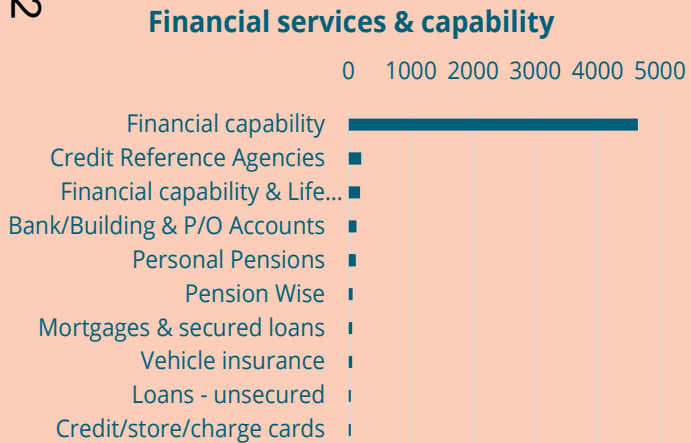 2
Financial services & capability
0 1000 2000 3000 4000 5000
Financial capability
Credit Reference Agencies
Financial capability & Life...
Bank/Building & P/O Accounts
Personal Pensions
Pension Wise
Mortgages & secured loans
Vehicle insurance
Loans - unsecured
Credit/store/charge cards